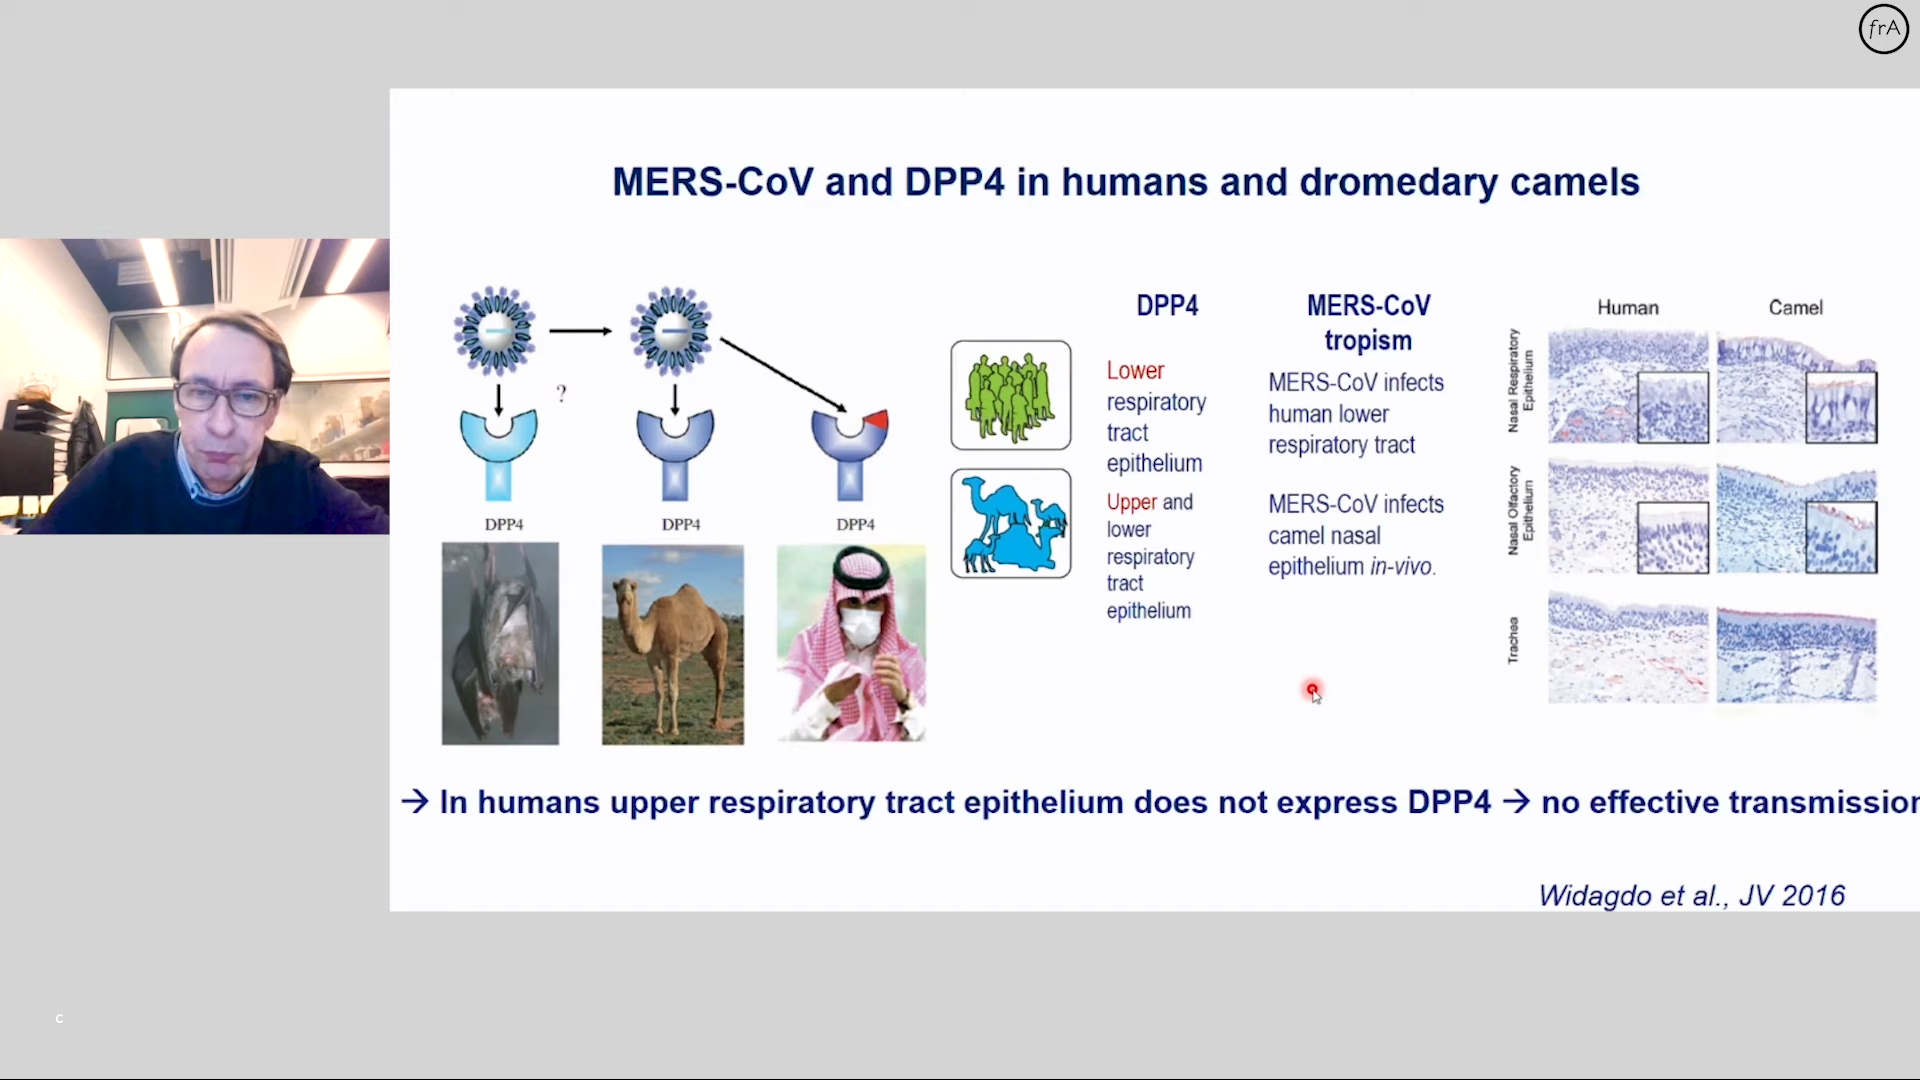 frA
MERS-CoV and DPP4 in humans and dromedary camels
?
DPP4
DPP4
DPP4
DPP4
Lower
respiratory
tract
epithelium
Upper and
lower
respiratory
tract
epithelium
MERS-CoV
tropism
MERS-CoV infects
human lower
respiratory tract
MERS-CoV infects
camel nasal
epithelium in-vivo.
Human
Camel
Nasal Respiratory
Epithelium
Nasal Olfactory
Epithelium
Trachea
→ In humans upper respiratory tract epithelium does not express DPP4 → no effective transmission
Widagdo et al., JV 2016
c